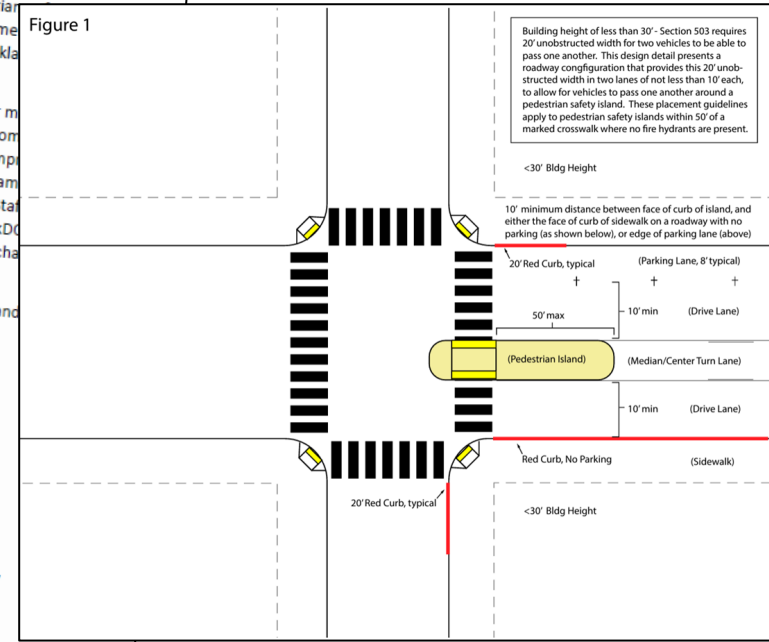 Figure 1
Building height of less than 30' - Section 503 requires
20' unobstructed width for two vehicles to be able to
pass one another. This design detail presents a
roadway congfiguration that provides this 20' unob-
structed width in two lanes of not less than 10' each,
to allow for vehicles to pass one another around a
pedestrian safety island. These placement guidelines
apply to pedestrian safety islands within 50' of a
marked crosswalk where no fire hydrants are present.
<30' Bldg Height
10' minimum distance between face of curb of island, and
either the face of curb of sidewalk on a roadway with no
parking (as shown below), or edge of parking lane (above)
20' Red Curb, typical
(Parking Lane, 8' typical)
10' min
(Drive Lane)
50' max
(Pedestrian Island)
(Median/Center Turn Lane)
10' min
(Drive Lane)
Red Curb, No Parking
(Sidewalk)
20' Red Curb, typical
<30' Bldg Height